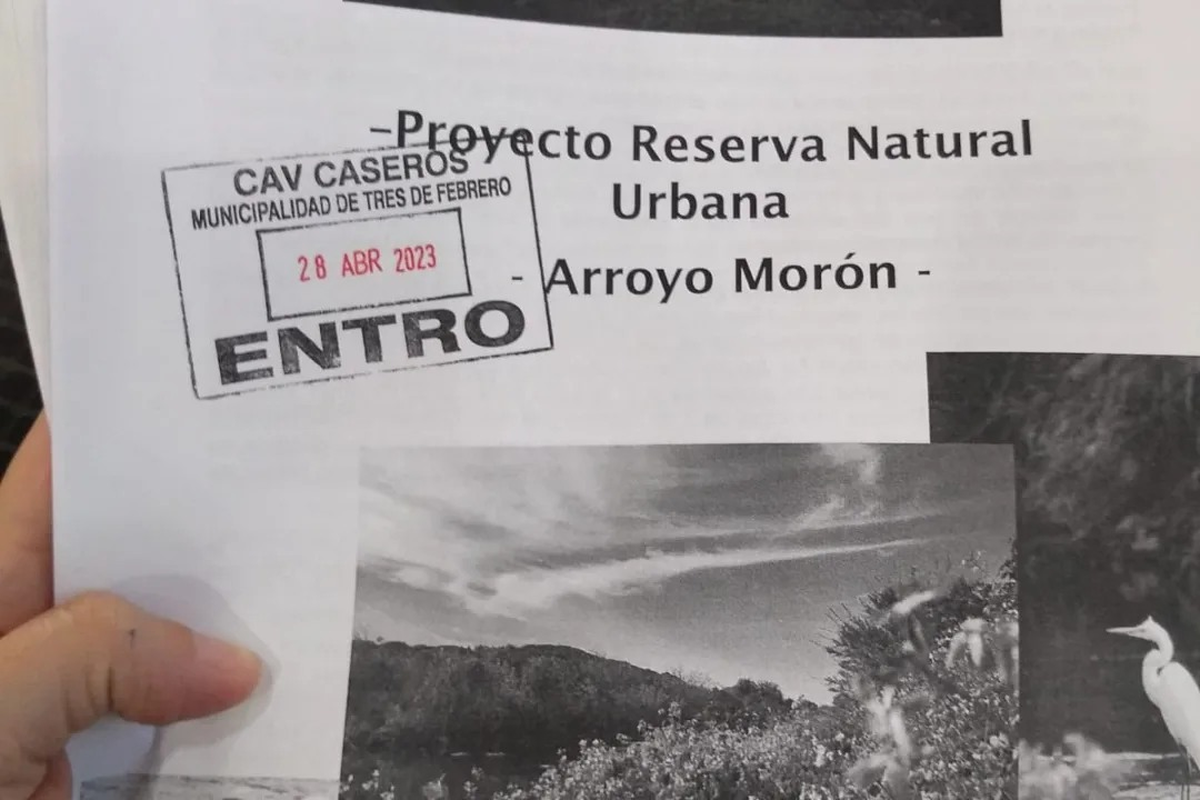 –Proyecto Reserva Natural
Urbana
- Arroyo Morón -
CAV CASEROS
MUNICIPALIDAD DE TRES DE FEBRERO
28 ABR 2023
ENTRO